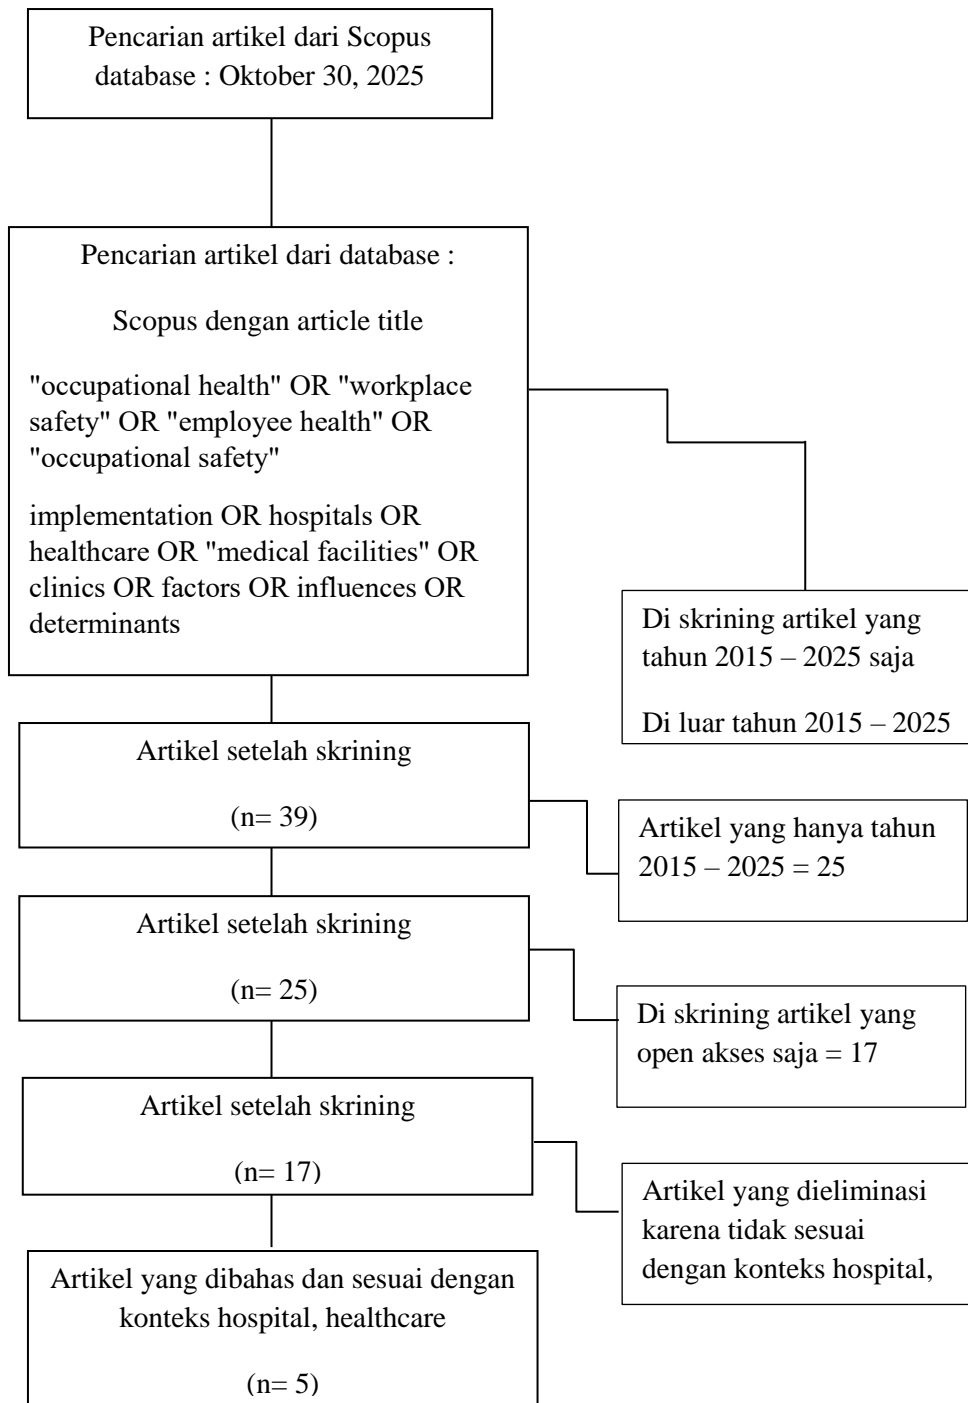 Pencarian artikel dari Scopus
database : Oktober 30, 2025
Pencarian artikel dari database :
Scopus dengan article title
"occupational health" OR "workplace
safety" OR "employee health" OR
"occupational safety"
implementation OR hospitals OR
healthcare OR "medical facilities" OR
clinics OR factors OR influences OR
determinants
Di skrining artikel yang
tahun 2015 – 2025 saja
Di luar tahun 2015 – 2025
Artikel setelah skrining
(n= 39)
Artikel yang hanya tahun
2015 – 2025 = 25
Artikel setelah skrining
(n= 25)
Di skrining artikel yang
open akses saja = 17
Artikel setelah skrining
(n= 17)
Artikel yang dieliminasi
karena tidak sesuai
dengan konteks hospital,
Artikel yang dibahas dan sesuai dengan
konteks hospital, healthcare
(n= 5)